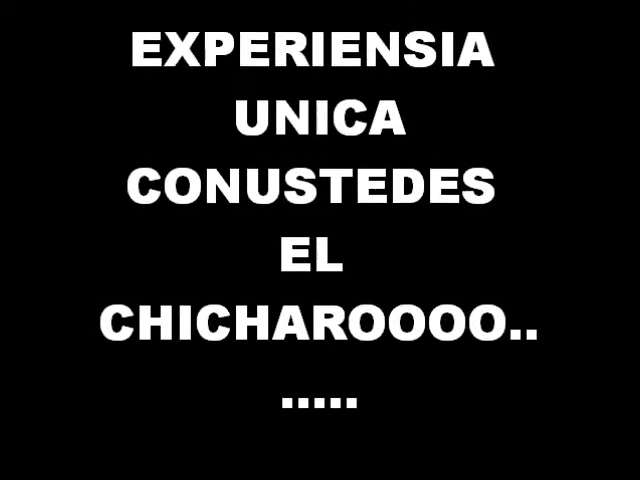 EXPERIENSIA
UNICA
CONUSTEDES
EL
CHICHAROOOO..
.....